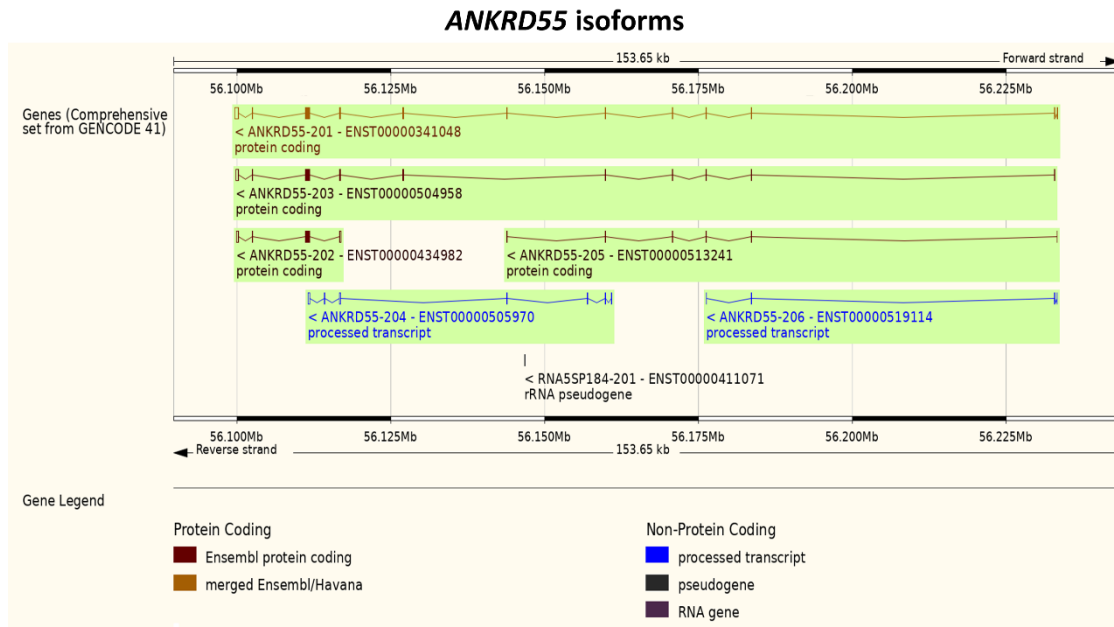 ANKRD55 isoforms
153.65 kb
Forward strand
56.100Mb 56.125Mb 56.150Mb 56.175Mb 56.200Mb 56.225Mb
Genes (Comprehensive
set from GENCODE 41)
< ANKRD55-201 - ENST00000341048
protein coding
< ANKRD55-203 - ENST00000504958
protein coding
< ANKRD55-202 - ENST00000434982
protein coding
< ANKRD55-205 - ENST00000513241
protein coding
< ANKRD55-204 - ENST00000505970
processed transcript
< ANKRD55-206 - ENST00000519114
processed transcript
< RNA5SP184-201 - ENST00000411071
rRNA pseudogene
56.100Mb 56.125Mb 56.150Mb 56.175Mb 56.200Mb 56.225Mb
Reverse strand
153.65 kb
Gene Legend
Protein Coding
Ensembl protein coding
merged Ensembl/Havana
Non-Protein Coding
processed transcript
pseudogene
RNA gene